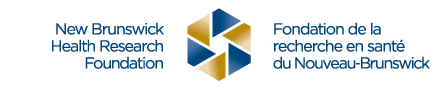 New Brunswick
Health Research
Foundation
Fondation de la
recherche en santé
du Nouveau-Brunswick